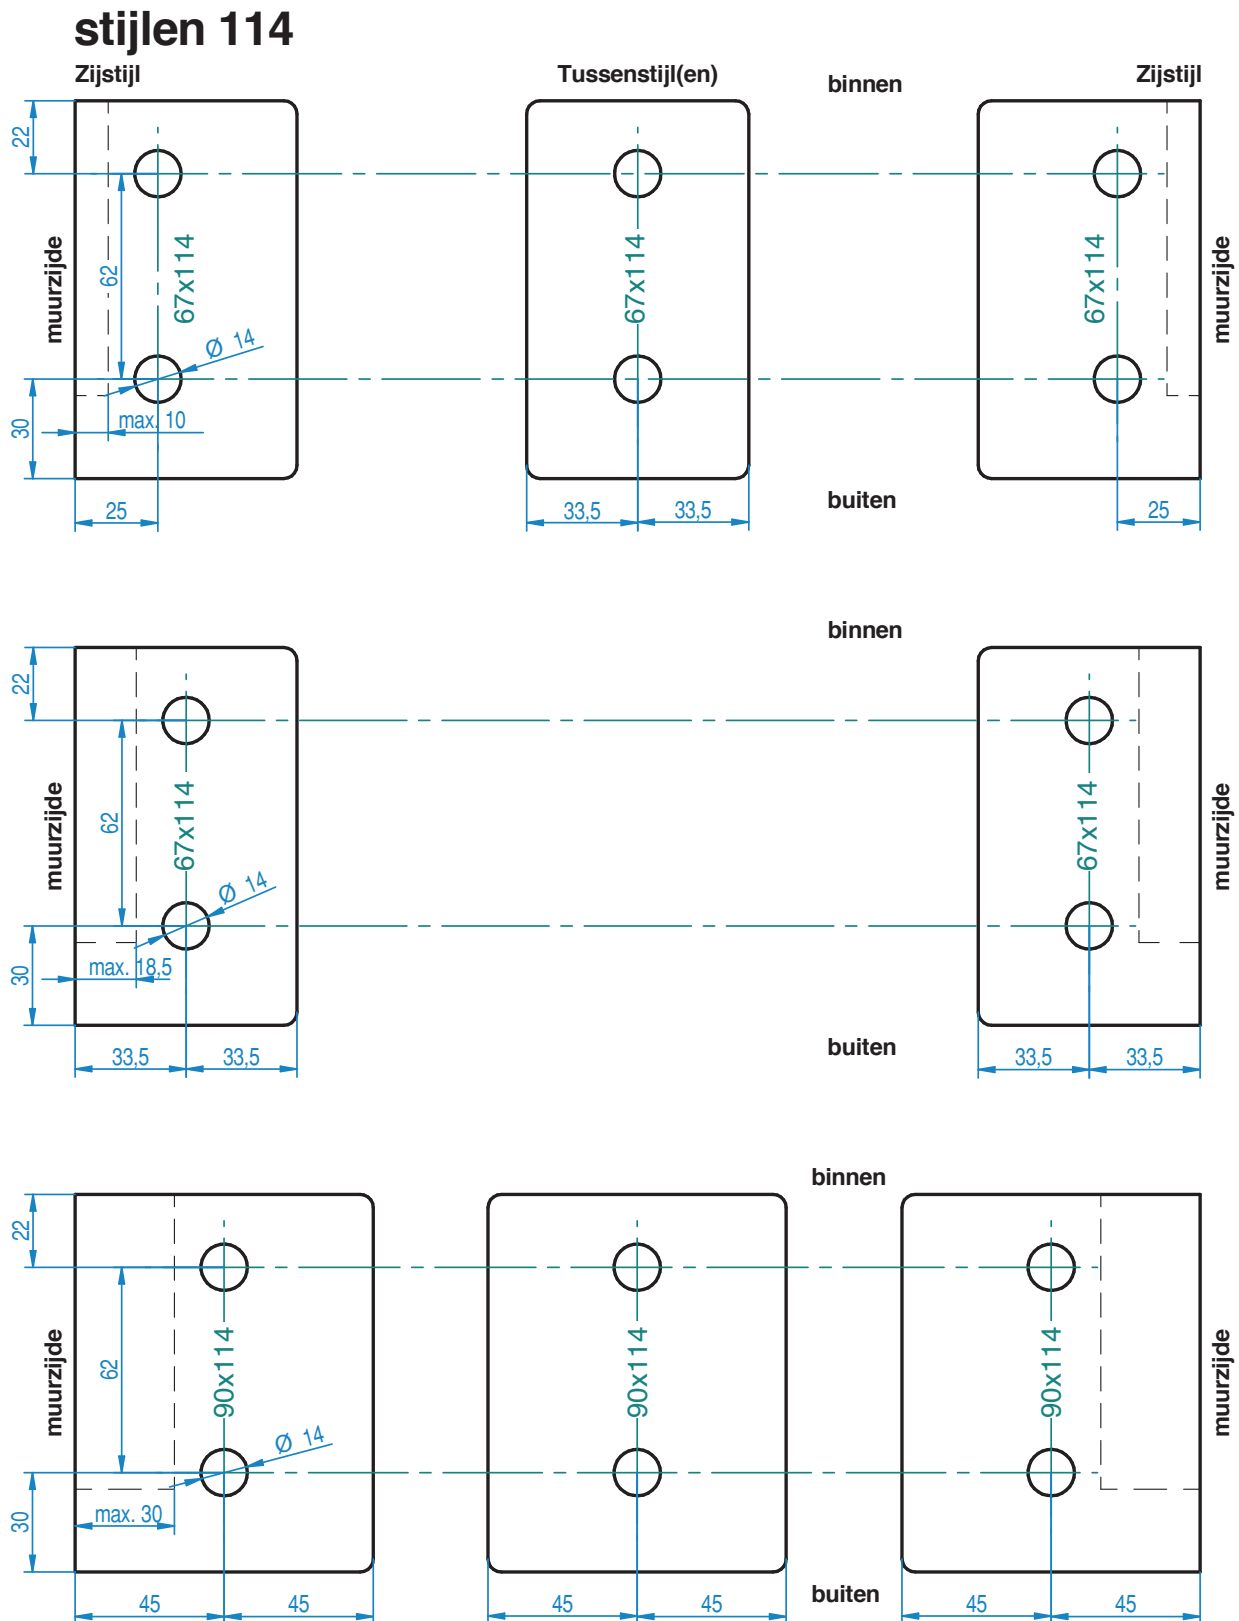 stijlen 114
Zijstijl
Tussenstijl(en)
binnen
Zijstijl
22
muurzijde
62
67x114
67x114
67x114
muurzijde
Ø 14
30
max. 10
25
33,5
33,5
buiten
25
binnen
22
muurzijde
62
67x114
67x114
muurzijde
Ø 14
30
max. 18,5
33,5
33,5
buiten
33,5
33,5
binnen
22
muurzijde
62
90x114
90x114
90x114
muurzijde
Ø 14
30
max. 30
45
45
45
45
buiten
45
45